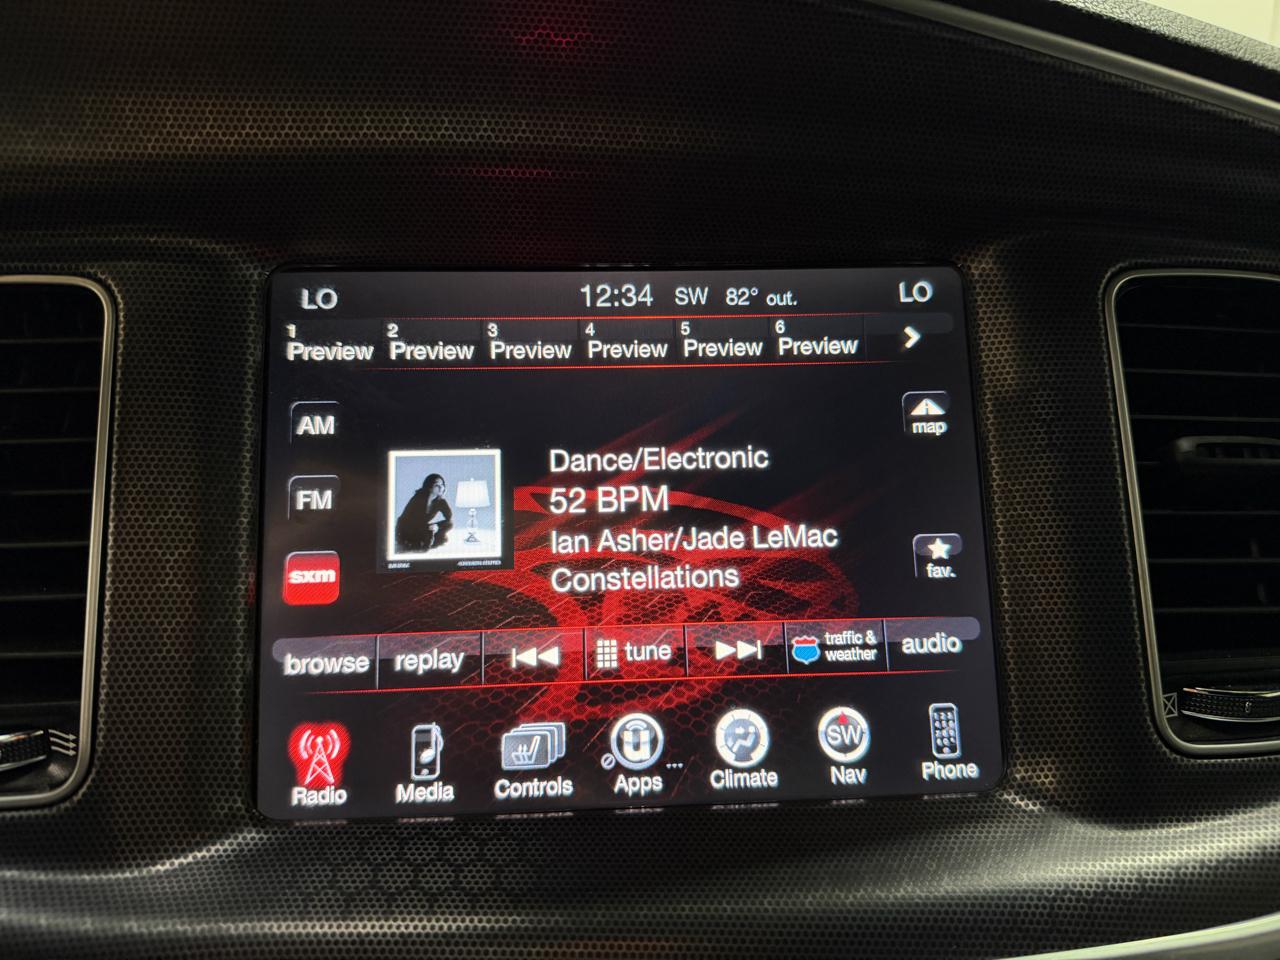 LO 12:34 SW 82° out. LO
1 2 3 4 5 6
Preview Preview Preview Preview Preview Preview
AM
map
Dance/Electronic
FM
52 BPM
Ian Asher/Jade LeMac
fav.
sxm
Constellations
browse replay tune traffic & weather audio
SW
Radio Media Controls Apps ... Climate Nav Phone